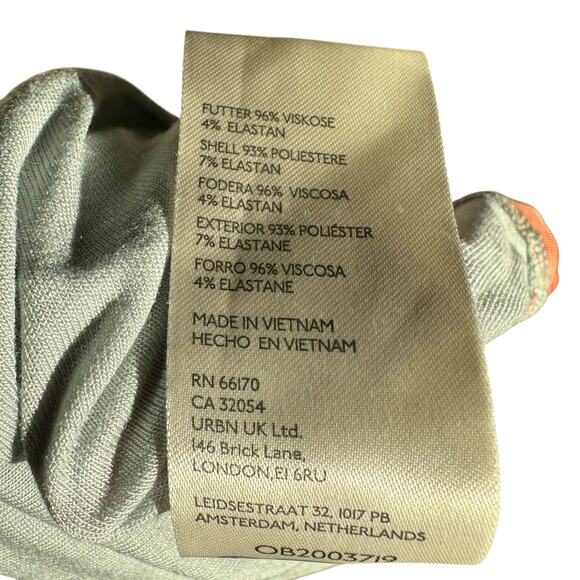 FUTTER 96% VISKOSE
4% ELASTAN
SHELL 93% POLIESTERE
7% ELASTAN
FODERA 96% VISCOSA
4% ELASTAN
EXTERIOR 93% POLIÉSTER
7% ELASTANE
FORRO 96% VISCOSA
4% ELASTANE
MADE IN VIETNAM
HECHO EN VIETNAM
RN 66170
CA 32054
URBN UK Ltd.
146 Brick Lane,
LONDON, E1 6RU
LEIDSESTRAAT 32, 1017 PB
AMSTERDAM, NETHERLANDS
OB2003719